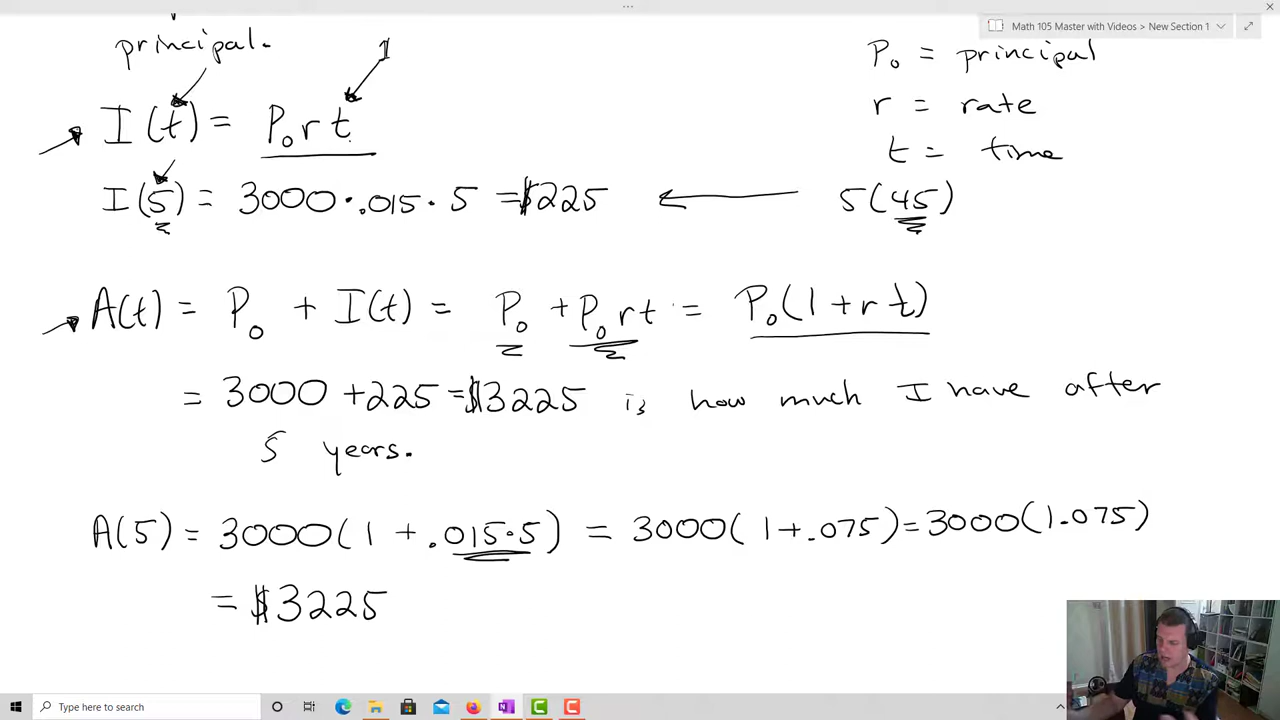 Math 105 Master with Videos > New Section 1
principal.
1
P₀ = principal
r = rate
t = time
I(t) = P₀rt
I(5) = 3000·.015·5 = $225
5(45)
A(t) = P₀ + I(t) = P₀ + P₀rt = P₀(1+rt)
= 3000 + 225 = $3225 is how much I have after
5 years.
A(5) = 3000(1 + .015·5) = 3000(1+.075) = 3000(1.075)
= $3225
Type here to search